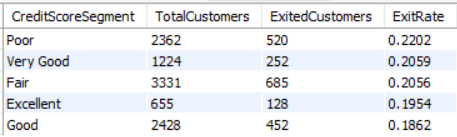 CreditScoreSegment TotalCustomers ExitedCustomers ExitRate
Poor 2362 520 0.2202
Very Good 1224 252 0.2059
Fair 3331 685 0.2056
Excellent 655 128 0.1954
Good 2428 452 0.1862